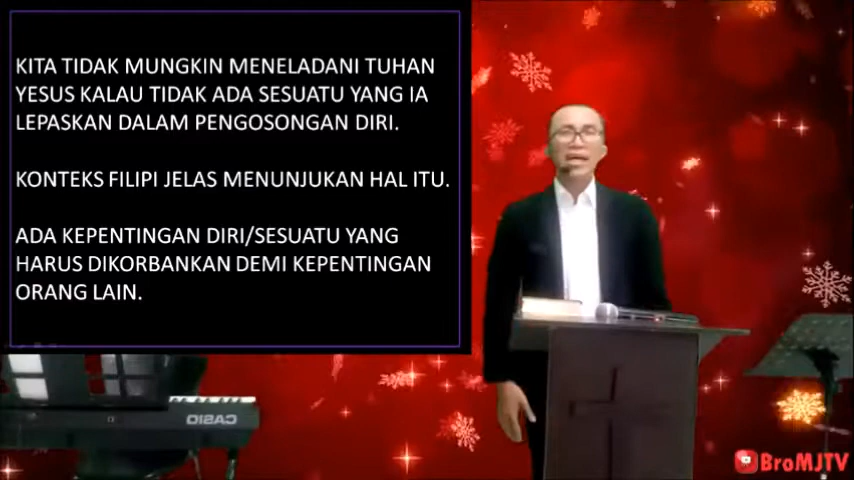 KITA TIDAK MUNGKIN MENELADANI TUHAN
YESUS KALAU TIDAK ADA SESUATU YANG IA
LEPASKAN DALAM PENGOSONGAN DIRI.
KONTEKS FILIPI JELAS MENUNJUKAN HAL ITU.
ADA KEPENTINGAN DIRI/SESUATU YANG
HARUS DIKORBANKAN DEMI KEPENTINGAN
ORANG LAIN.
CASIO
BroMJTV